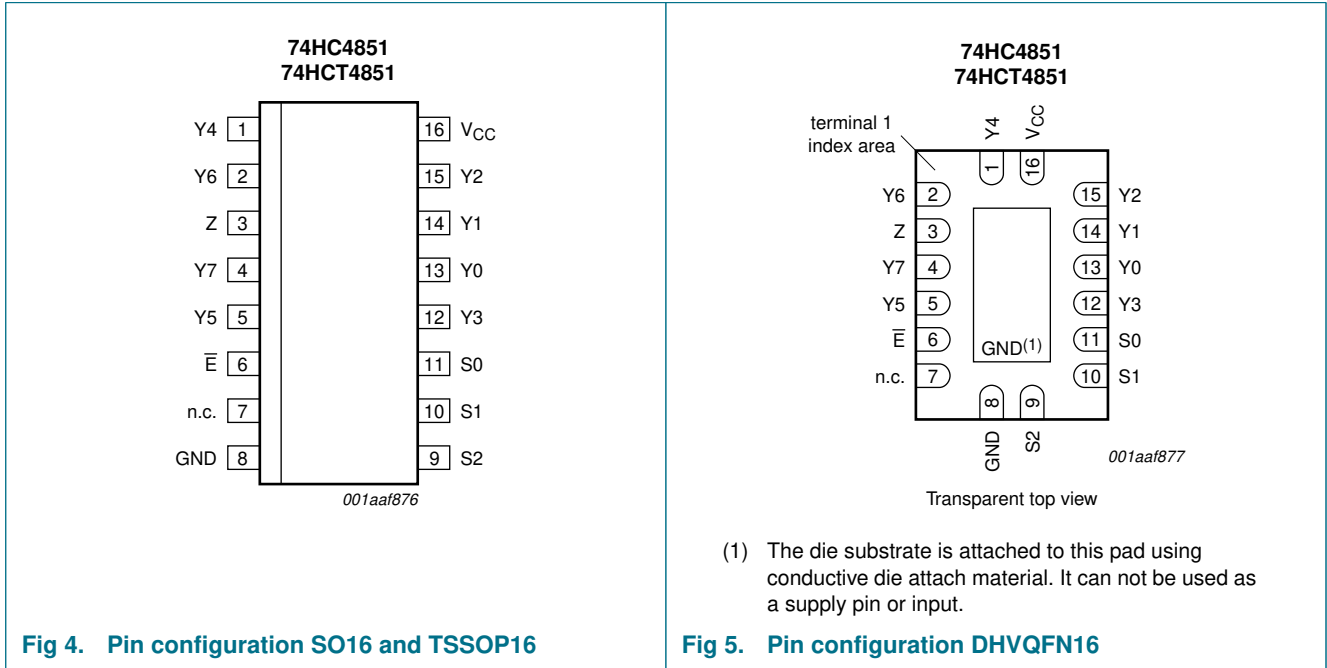 74HC4851
74HCT4851
Y4 1 16 VCC
Y6 2 15 Y2
Z 3 14 Y1
Y7 4 13 Y0
Y5 5 12 Y3
E̅ 6 11 S0
n.c. 7 10 S1
GND 8 9 S2
001aaf876
Fig 4. Pin configuration SO16 and TSSOP16
74HC4851
74HCT4851
terminal 1
index area
Y4 VCC
1 16
Y6 2 15 Y2
Z 3 14 Y1
Y7 4 13 Y0
Y5 5 12 Y3
E̅ 6 11 S0
GND(1)
n.c. 7 10 S1
8 9
GND S2
001aaf877
Transparent top view
(1) The die substrate is attached to this pad using
conductive die attach material. It can not be used as
a supply pin or input.
Fig 5. Pin configuration DHVQFN16